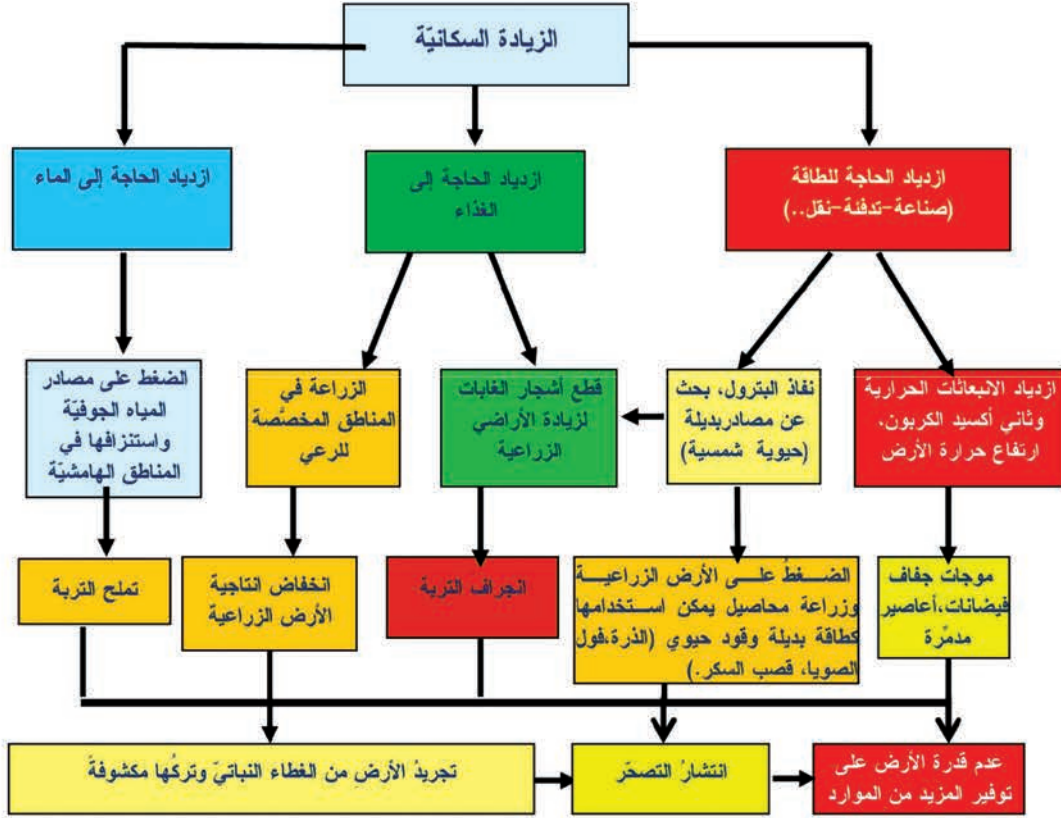 الزيادة السكانيّة
ازدياد الحاجة للطاقة
(صناعة-تدفئة-نقل..)
ازدياد الحاجة إلى
الغذاء
ازدياد الحاجة إلى الماء
ازدياد الانبعاثات الحرارية
وثاني أكسيد الكربون،
ارتفاع حرارة الأرض
نفاذ البترول، بحث
عن مصادربديلة
(حيوية شمسية)
قطع أشجار الغابات
لزيادة الأراضي
الزراعية
الزراعة في
المناطق المخصَّصة
للرعي
الضغط على مصادر
المياه الجوفيّة
واستنزافها في
المناطق الهامشيّة
موجات جفاف
فيضانات،أعاصير
مدمِّرة
الضــغطُ علــى الأرض الزراعيــة
وزراعة محاصيل يمكن استخدامها
كطاقة بديلة وقود حيوي (الذرة،فول
الصويا، قصب السكر.)
انجراف التربة
انخفاض انتاجية
الأرض الزراعية
تملح التربة
عدم قدرة الأرض على
توفير المزيد من الموارد
انتشارُ التصحّر
تجريدُ الأرضِ من الغطاء النباتيّ وتركُها مكشوفةً